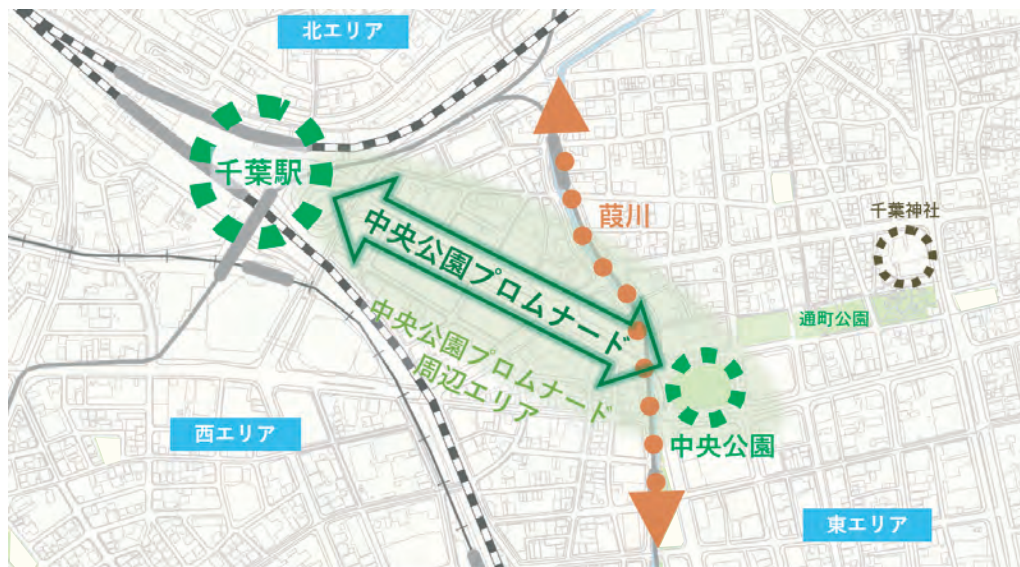 北エリア
千葉駅
葭川
千葉神社
中央公園プロムナード
通町公園
中央公園プロムナード
周辺エリア
西エリア
中央公園
東エリア